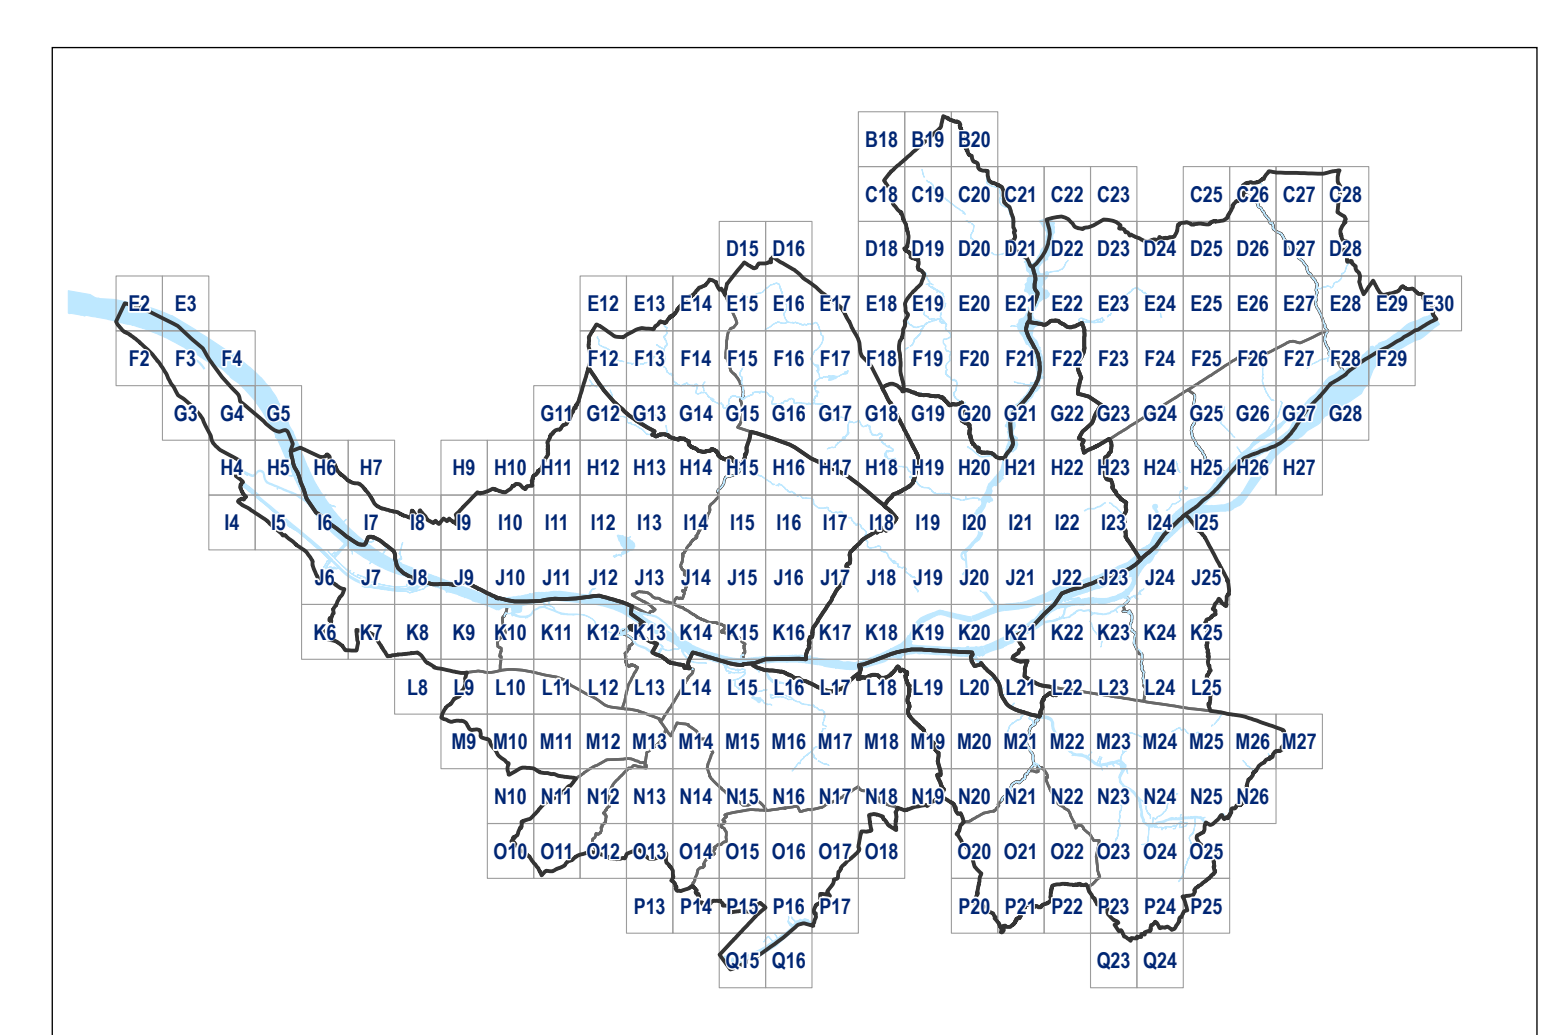 B18 B19 B20
C18 C19 C20 C21 C22 C23 C25 C26 C27 C28
D15 D16 D18 D19 D20 D21 D22 D23 D24 D25 D26 D27 D28
E2 E3 E12 E13 E14 E15 E16 E17 E18 E19 E20 E21 E22 E23 E24 E25 E26 E27 E28 E29 E30
F2 F3 F4 F12 F13 F14 F15 F16 F17 F18 F19 F20 F21 F22 F23 F24 F25 F26 F27 F28 F29
G3 G4 G5 G11 G12 G13 G14 G15 G16 G17 G18 G19 G20 G21 G22 G23 G24 G25 G26 G27 G28
H4 H5 H6 H7 H9 H10 H11 H12 H13 H14 H15 H16 H17 H18 H19 H20 H21 H22 H23 H24 H25 H26 H27
I4 I5 I6 I7 I8 I9 I10 I11 I12 I13 I14 I15 I16 I17 I18 I19 I20 I21 I22 I23 I24 I25
J6 J7 J8 J9 J10 J11 J12 J13 J14 J15 J16 J17 J18 J19 J20 J21 J22 J23 J24 J25
K6 K7 K8 K9 K10 K11 K12 K13 K14 K15 K16 K17 K18 K19 K20 K21 K22 K23 K24 K25
L8 L9 L10 L11 L12 L13 L14 L15 L16 L17 L18 L19 L20 L21 L22 L23 L24 L25
M9 M10 M11 M12 M13 M14 M15 M16 M17 M18 M19 M20 M21 M22 M23 M24 M25 M26 M27
N10 N11 N12 N13 N14 N15 N16 N17 N18 N19 N20 N21 N22 N23 N24 N25 N26
O10 O11 O12 O13 O14 O15 O16 O17 O18 O20 O21 O22 O23 O24 O25
P13 P14 P15 P16 P17 P20 P21 P22 P23 P24 P25
Q15 Q16 Q23 Q24